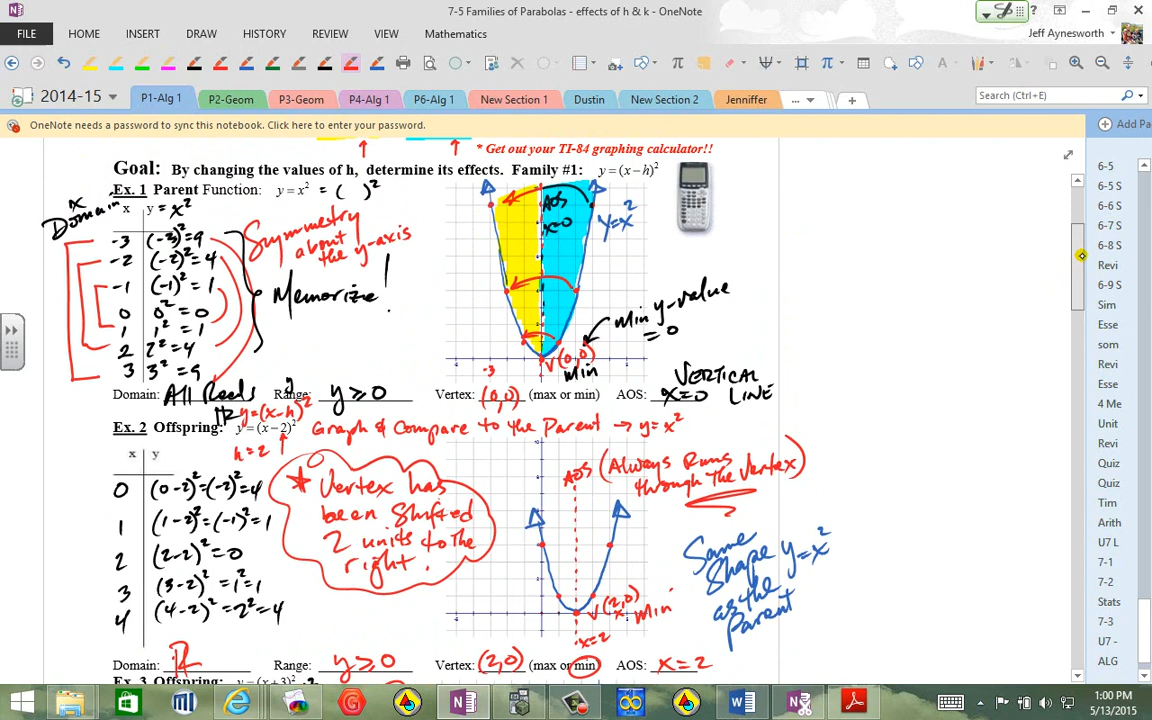 7-5 Families of Parabolas - effects of h & k - OneNote
?
FILE HOME INSERT DRAW HISTORY REVIEW VIEW Mathematics
Jeff Aynesworth
2014-15 P1-Alg 1 P2-Geom P3-Geom P4-Alg 1 P6-Alg 1 New Section 1 Dustin New Section 2 Jenniffer ... +
Search (Ctrl+E)
OneNote needs a password to sync this notebook. Click here to enter your password.
Add Pa
* Get out your TI-84 graphing calculator!!
Goal: By changing the values of h, determine its effects. Family #1: y = (x - h)²
Ex. 1 Parent Function: y = x² = ( )²
Domain x
x y = x²
-3 (-3)² = 9
-2 (-2)² = 4
-1 (-1)² = 1
0 0² = 0
1 1² = 1
2 2² = 4
3 3² = 9
Symmetry
about
the y-axis
Memorize!
AOS
x=0
y=x²
Min y-value
= 0
V(0,0)
min
-3
Domain: All Reals Range: y ≥ 0 Vertex: (0,0) (max or min) AOS: x=0 VERTICAL LINE
ℝ
y
y=(x-h)²
Ex. 2 Offspring: y = (x - 2)² Graph & Compare to the Parent → y=x²
h = 2
x y
0 (0-2)²=(-2)²=4
1 (1-2)²=(-1)²=1
2 (2-2)²=0
3 (3-2)²=1²=1
4 (4-2)²=2²=4
* Vertex has
been shifted
2 units to the
right.
AOS (Always Runs
through the Vertex)
V(2,0)
Min
x=2
Same
Shape y=x²
as the
Parent
Domain: ℝ Range: y ≥ 0 Vertex: (2,0) (max or min) AOS: x=2
Ex. 3 Offspring: y = (x + 3)²
6-5
6-5 S
6-6 S
6-7 S
6-8 S
Revi
6-9 S
Sim
Esse
som
Revi
Esse
4 Me
Unit
Revi
Quiz
Quiz
Tim
Arith
U7 L
7-1
7-2
Stats
7-3
U7 -
ALG
1:00 PM
5/13/2015